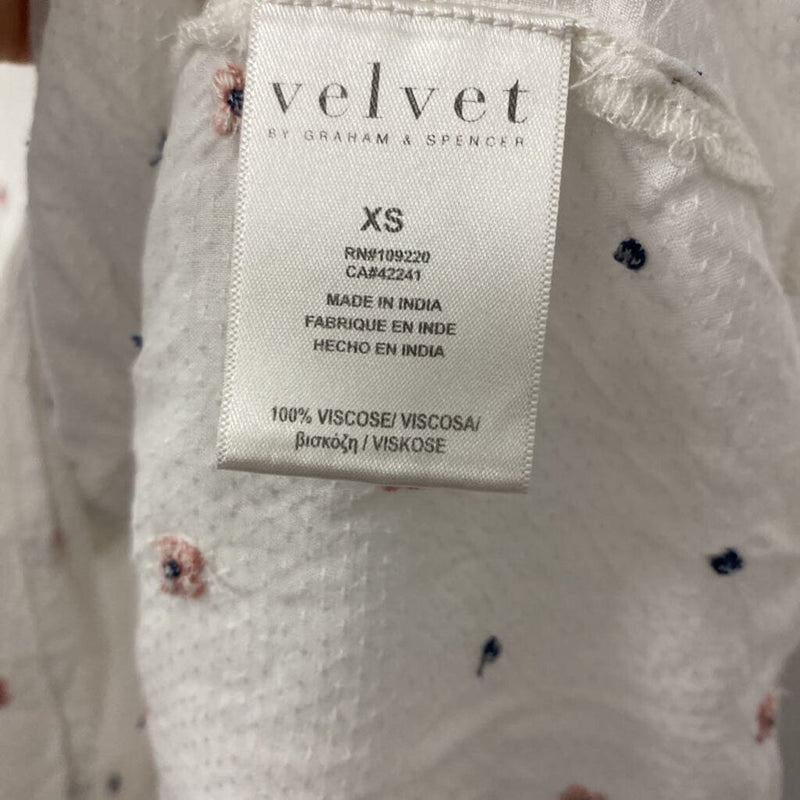 velvet
BY GRAHAM & SPENCER
XS
RN#109220
CA#42241
MADE IN INDIA
FABRIQUE EN INDE
HECHO EN INDIA
100% VISCOSE/ VISCOSA/
βισκόζη / VISKOSE